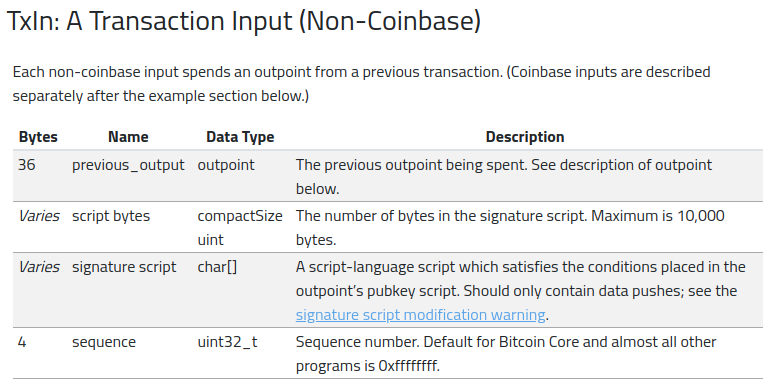 TxIn: A Transaction Input (Non-Coinbase)
Each non-coinbase input spends an outpoint from a previous transaction. (Coinbase inputs are described
separately after the example section below.)
Bytes Name Data Type Description
36 previous_output outpoint The previous outpoint being spent. See description of outpoint
below.
Varies script bytes compactSize The number of bytes in the signature script. Maximum is 10,000
uint bytes.
Varies signature script char[] A script-language script which satisfies the conditions placed in the
outpoint’s pubkey script. Should only contain data pushes; see the
signature script modification warning.
4 sequence uint32_t Sequence number. Default for Bitcoin Core and almost all other
programs is 0xffffffff.